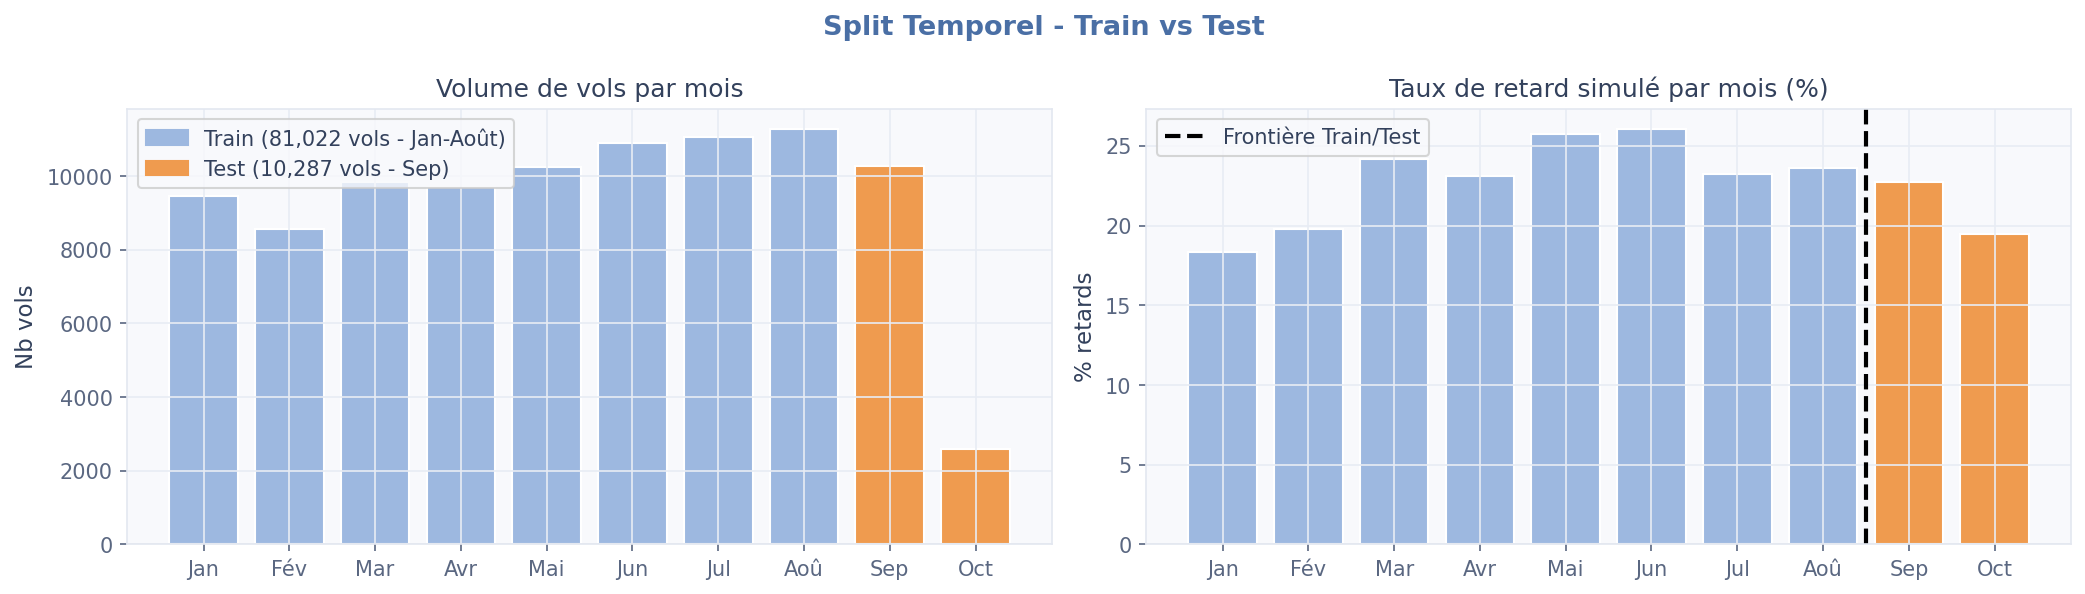 Split Temporel - Train vs Test
Volume de vols par mois
Train (81,022 vols - Jan-Août)
Test (10,287 vols - Sep)
Nb vols
10000
8000
6000
4000
2000
0
Jan Fév Mar Avr Mai Jun Jul Aoû Sep Oct
Taux de retard simulé par mois (%)
Frontière Train/Test
% retards
25
20
15
10
5
0
Jan Fév Mar Avr Mai Jun Jul Aoû Sep Oct